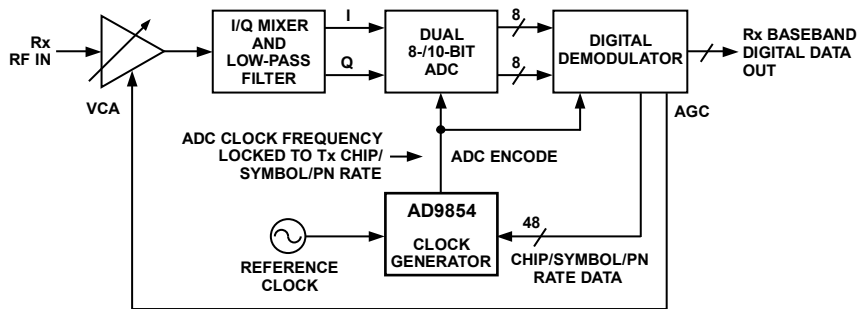 Rx
RF IN
VCA
I/Q MIXER
AND
LOW-PASS
FILTER
I
Q
DUAL
8-/10-BIT
ADC
8
8
DIGITAL
DEMODULATOR
Rx BASEBAND
DIGITAL DATA
OUT
AGC
ADC CLOCK FREQUENCY
LOCKED TO Tx CHIP/
SYMBOL/PN RATE
ADC ENCODE
AD9854
CLOCK
GENERATOR
48
CHIP/SYMBOL/PN
RATE DATA
REFERENCE
CLOCK